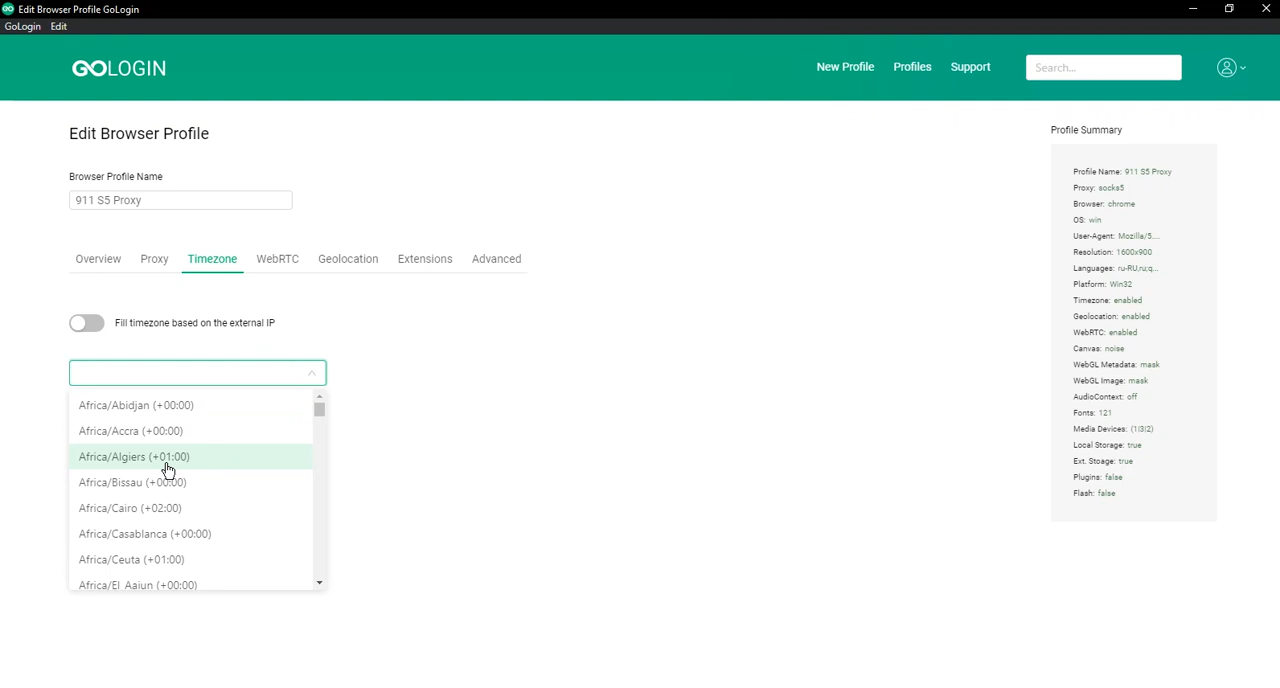 Edit Browser Profile GoLogin
GoLogin Edit
GOLOGIN
New Profile Profiles Support Search...
Edit Browser Profile
Browser Profile Name
911 S5 Proxy
Overview Proxy Timezone WebRTC Geolocation Extensions Advanced
Fill timezone based on the external IP
Africa/Abidjan (+00:00)
Africa/Accra (+00:00)
Africa/Algiers (+01:00)
Africa/Bissau (+00:00)
Africa/Cairo (+02:00)
Africa/Casablanca (+00:00)
Africa/Ceuta (+01:00)
Africa/El Aaiun (+00:00)
Profile Summary
Profile Name: 911 S5 Proxy
Proxy: socks5
Browser: chrome
OS: win
User-Agent: Mozilla/5....
Resolution: 1600x900
Languages: ru-RU,ru;q...
Platform: Win32
Timezone: enabled
Geolocation: enabled
WebRTC: enabled
Canvas: noise
WebGL Metadata: mask
WebGL Image: mask
AudioContext: off
Fonts: 121
Media Devices: (1|3|2)
Local Storage: true
Ext. Stoage: true
Plugins: false
Flash: false